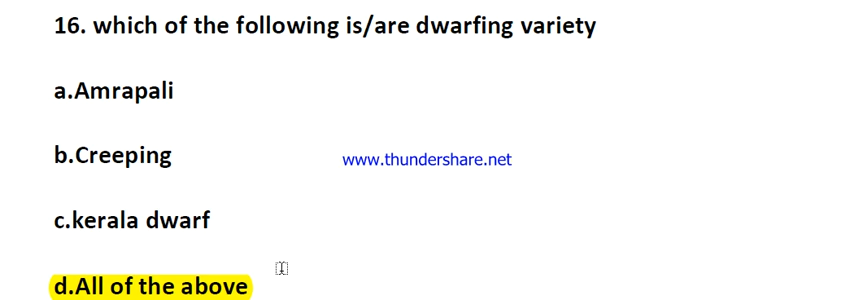 16. which of the following is/are dwarfing variety
a.Amrapali
b.Creeping
www.thundershare.net
c.kerala dwarf
d.All of the above